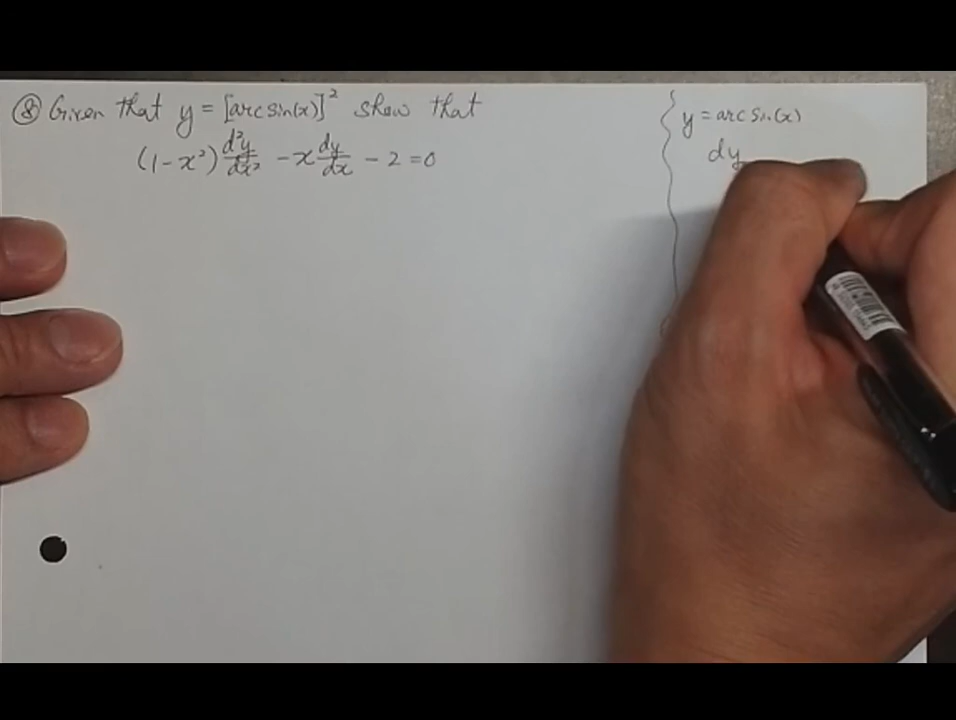 ⑧ Given that y = [arcsin(x)]² show that
(1 - x²) d²y/dx² - x dy/dx - 2 = 0
y = arcsin(x)
dy